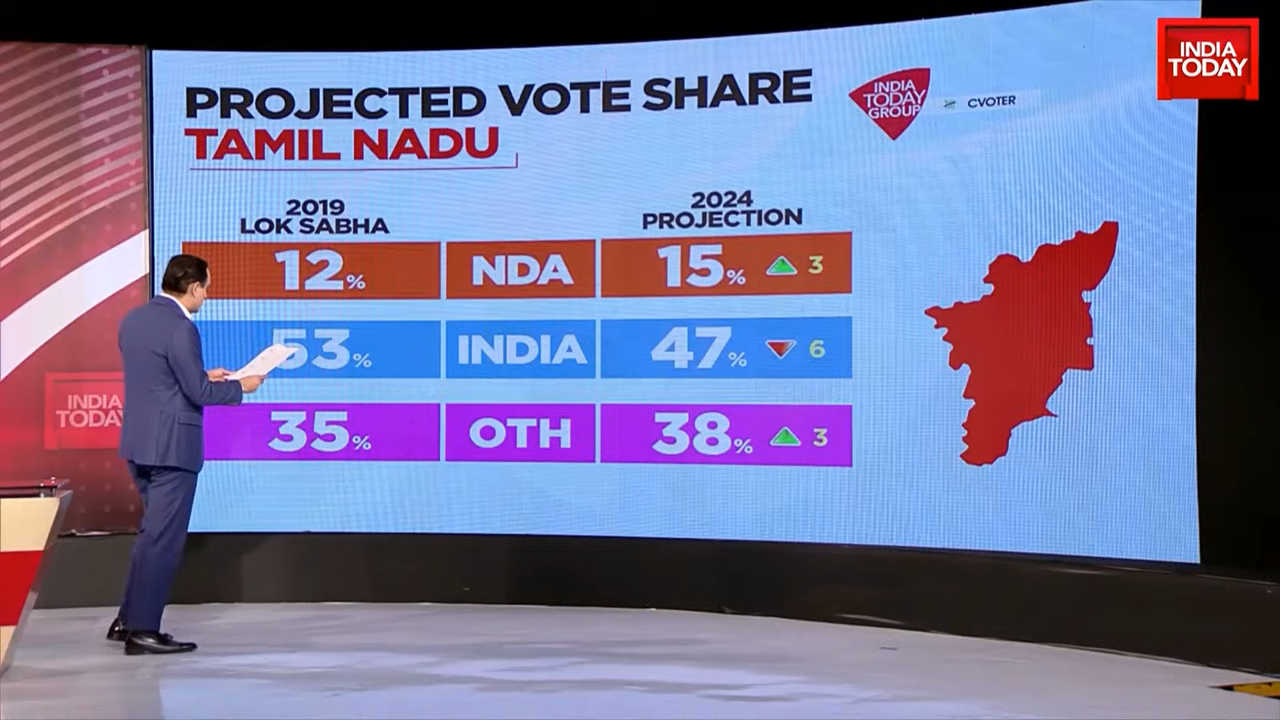 INDIA
TODAY
PROJECTED VOTE SHARE
TAMIL NADU
INDIA
TODAY
GROUP
CVOTER
2019
LOK SABHA
2024
PROJECTION
12% NDA 15% 3
53% INDIA 47% 6
35% OTH 38% 3
INDIA
TODAY